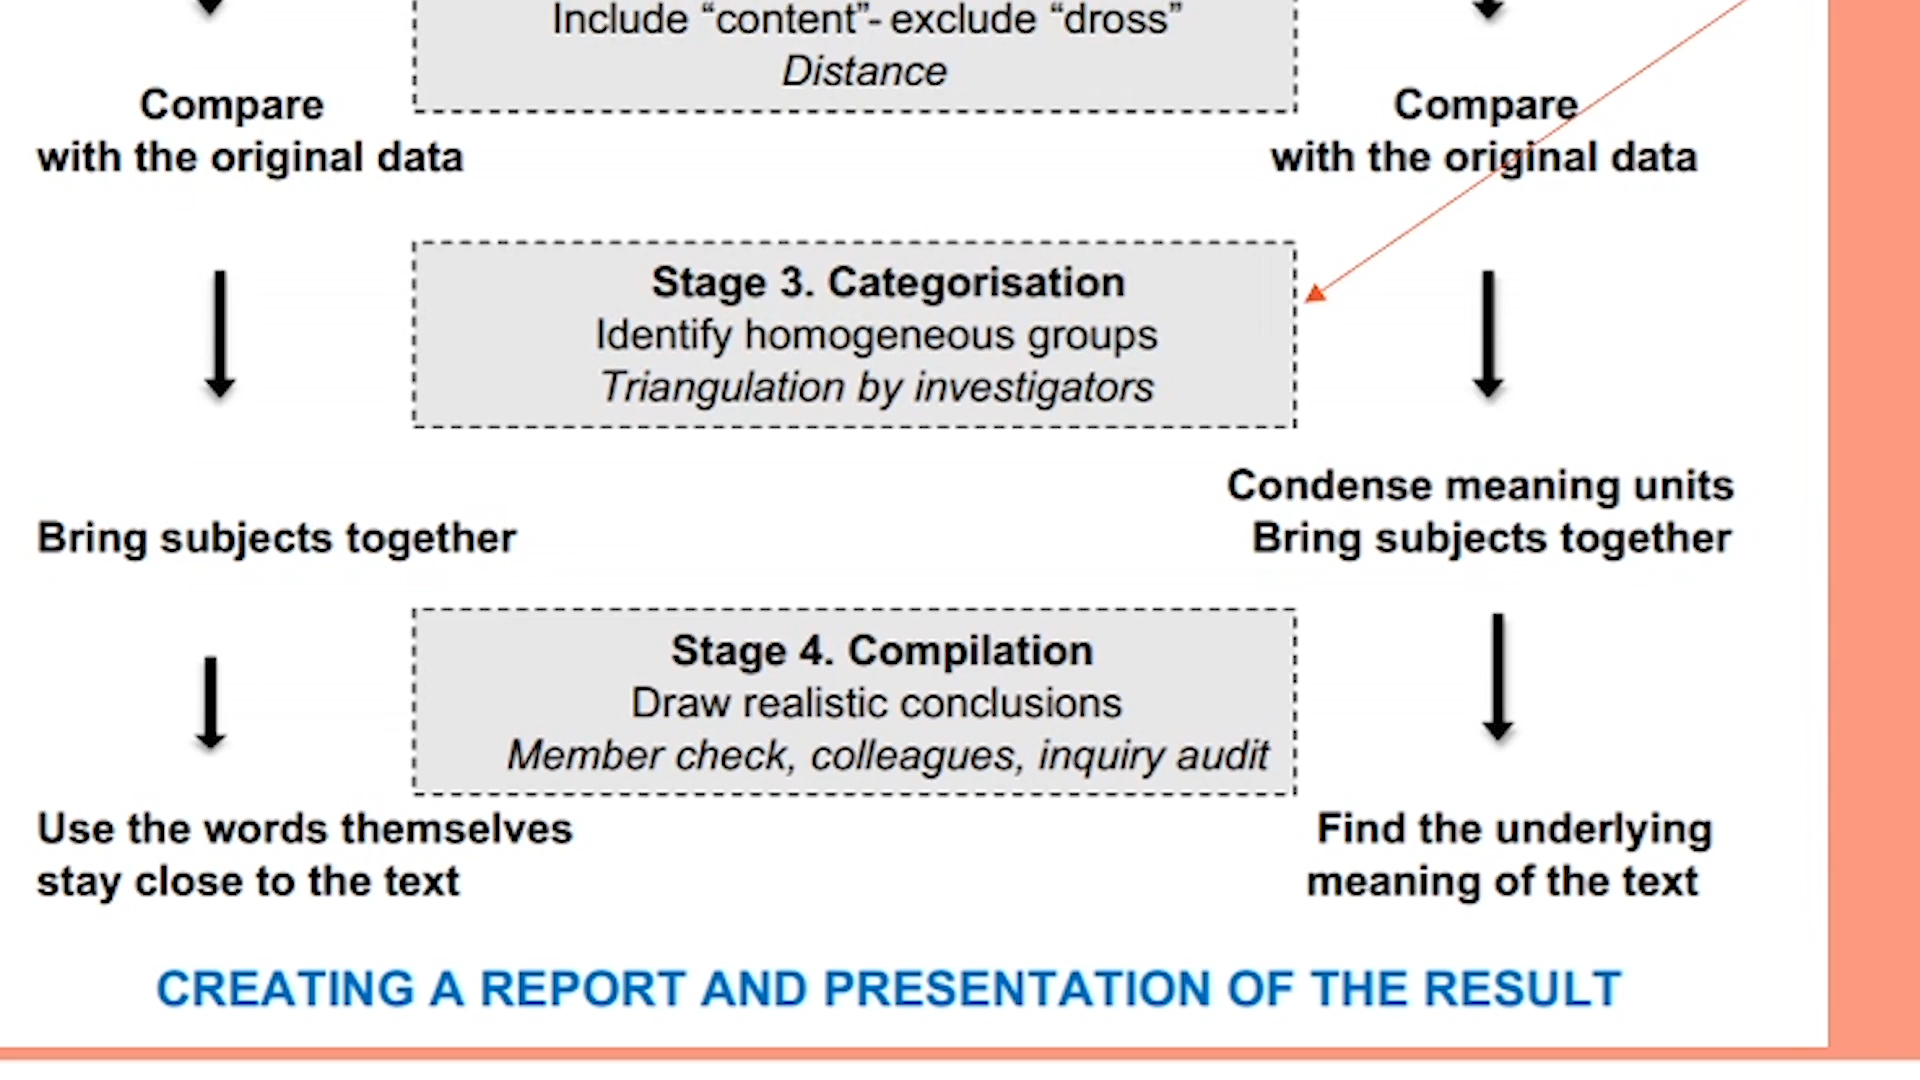 Include “content”- exclude “dross”
Distance
Compare
with the original data
Compare
with the original data
Stage 3. Categorisation
Identify homogeneous groups
Triangulation by investigators
Bring subjects together
Condense meaning units
Bring subjects together
Stage 4. Compilation
Draw realistic conclusions
Member check, colleagues, inquiry audit
Use the words themselves
stay close to the text
Find the underlying
meaning of the text
CREATING A REPORT AND PRESENTATION OF THE RESULT